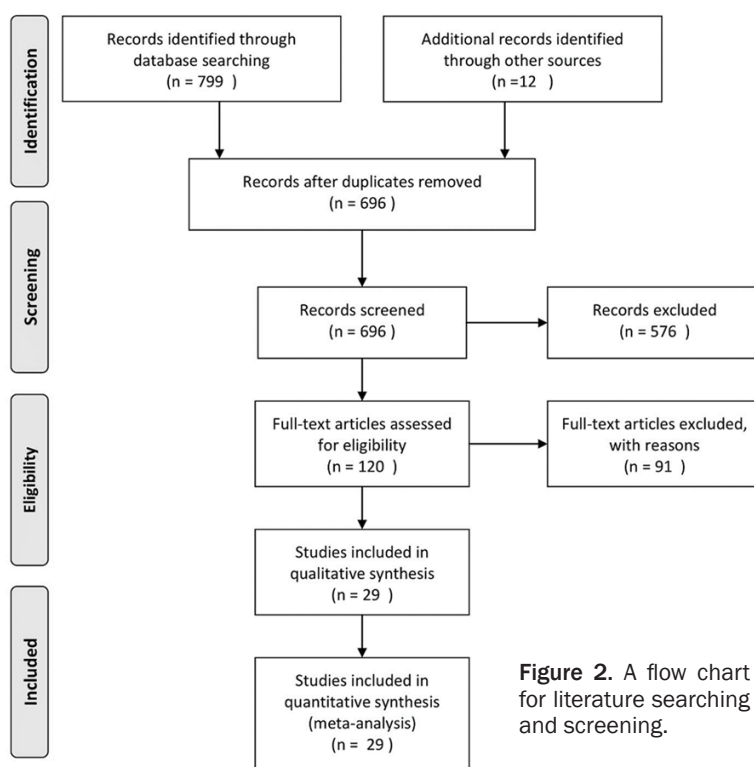 Identification
Records identified through
database searching
(n = 799 )
Additional records identified
through other sources
(n =12 )
Records after duplicates removed
(n = 696 )
Screening
Records screened
(n = 696 )
Records excluded
(n = 576 )
Eligibility
Full-text articles assessed
for eligibility
(n = 120 )
Full-text articles excluded,
with reasons
(n = 91 )
Studies included in
qualitative synthesis
(n = 29 )
Included
Studies included in
quantitative synthesis
(meta-analysis)
(n = 29 )
Figure 2. A flow chart
for literature searching
and screening.